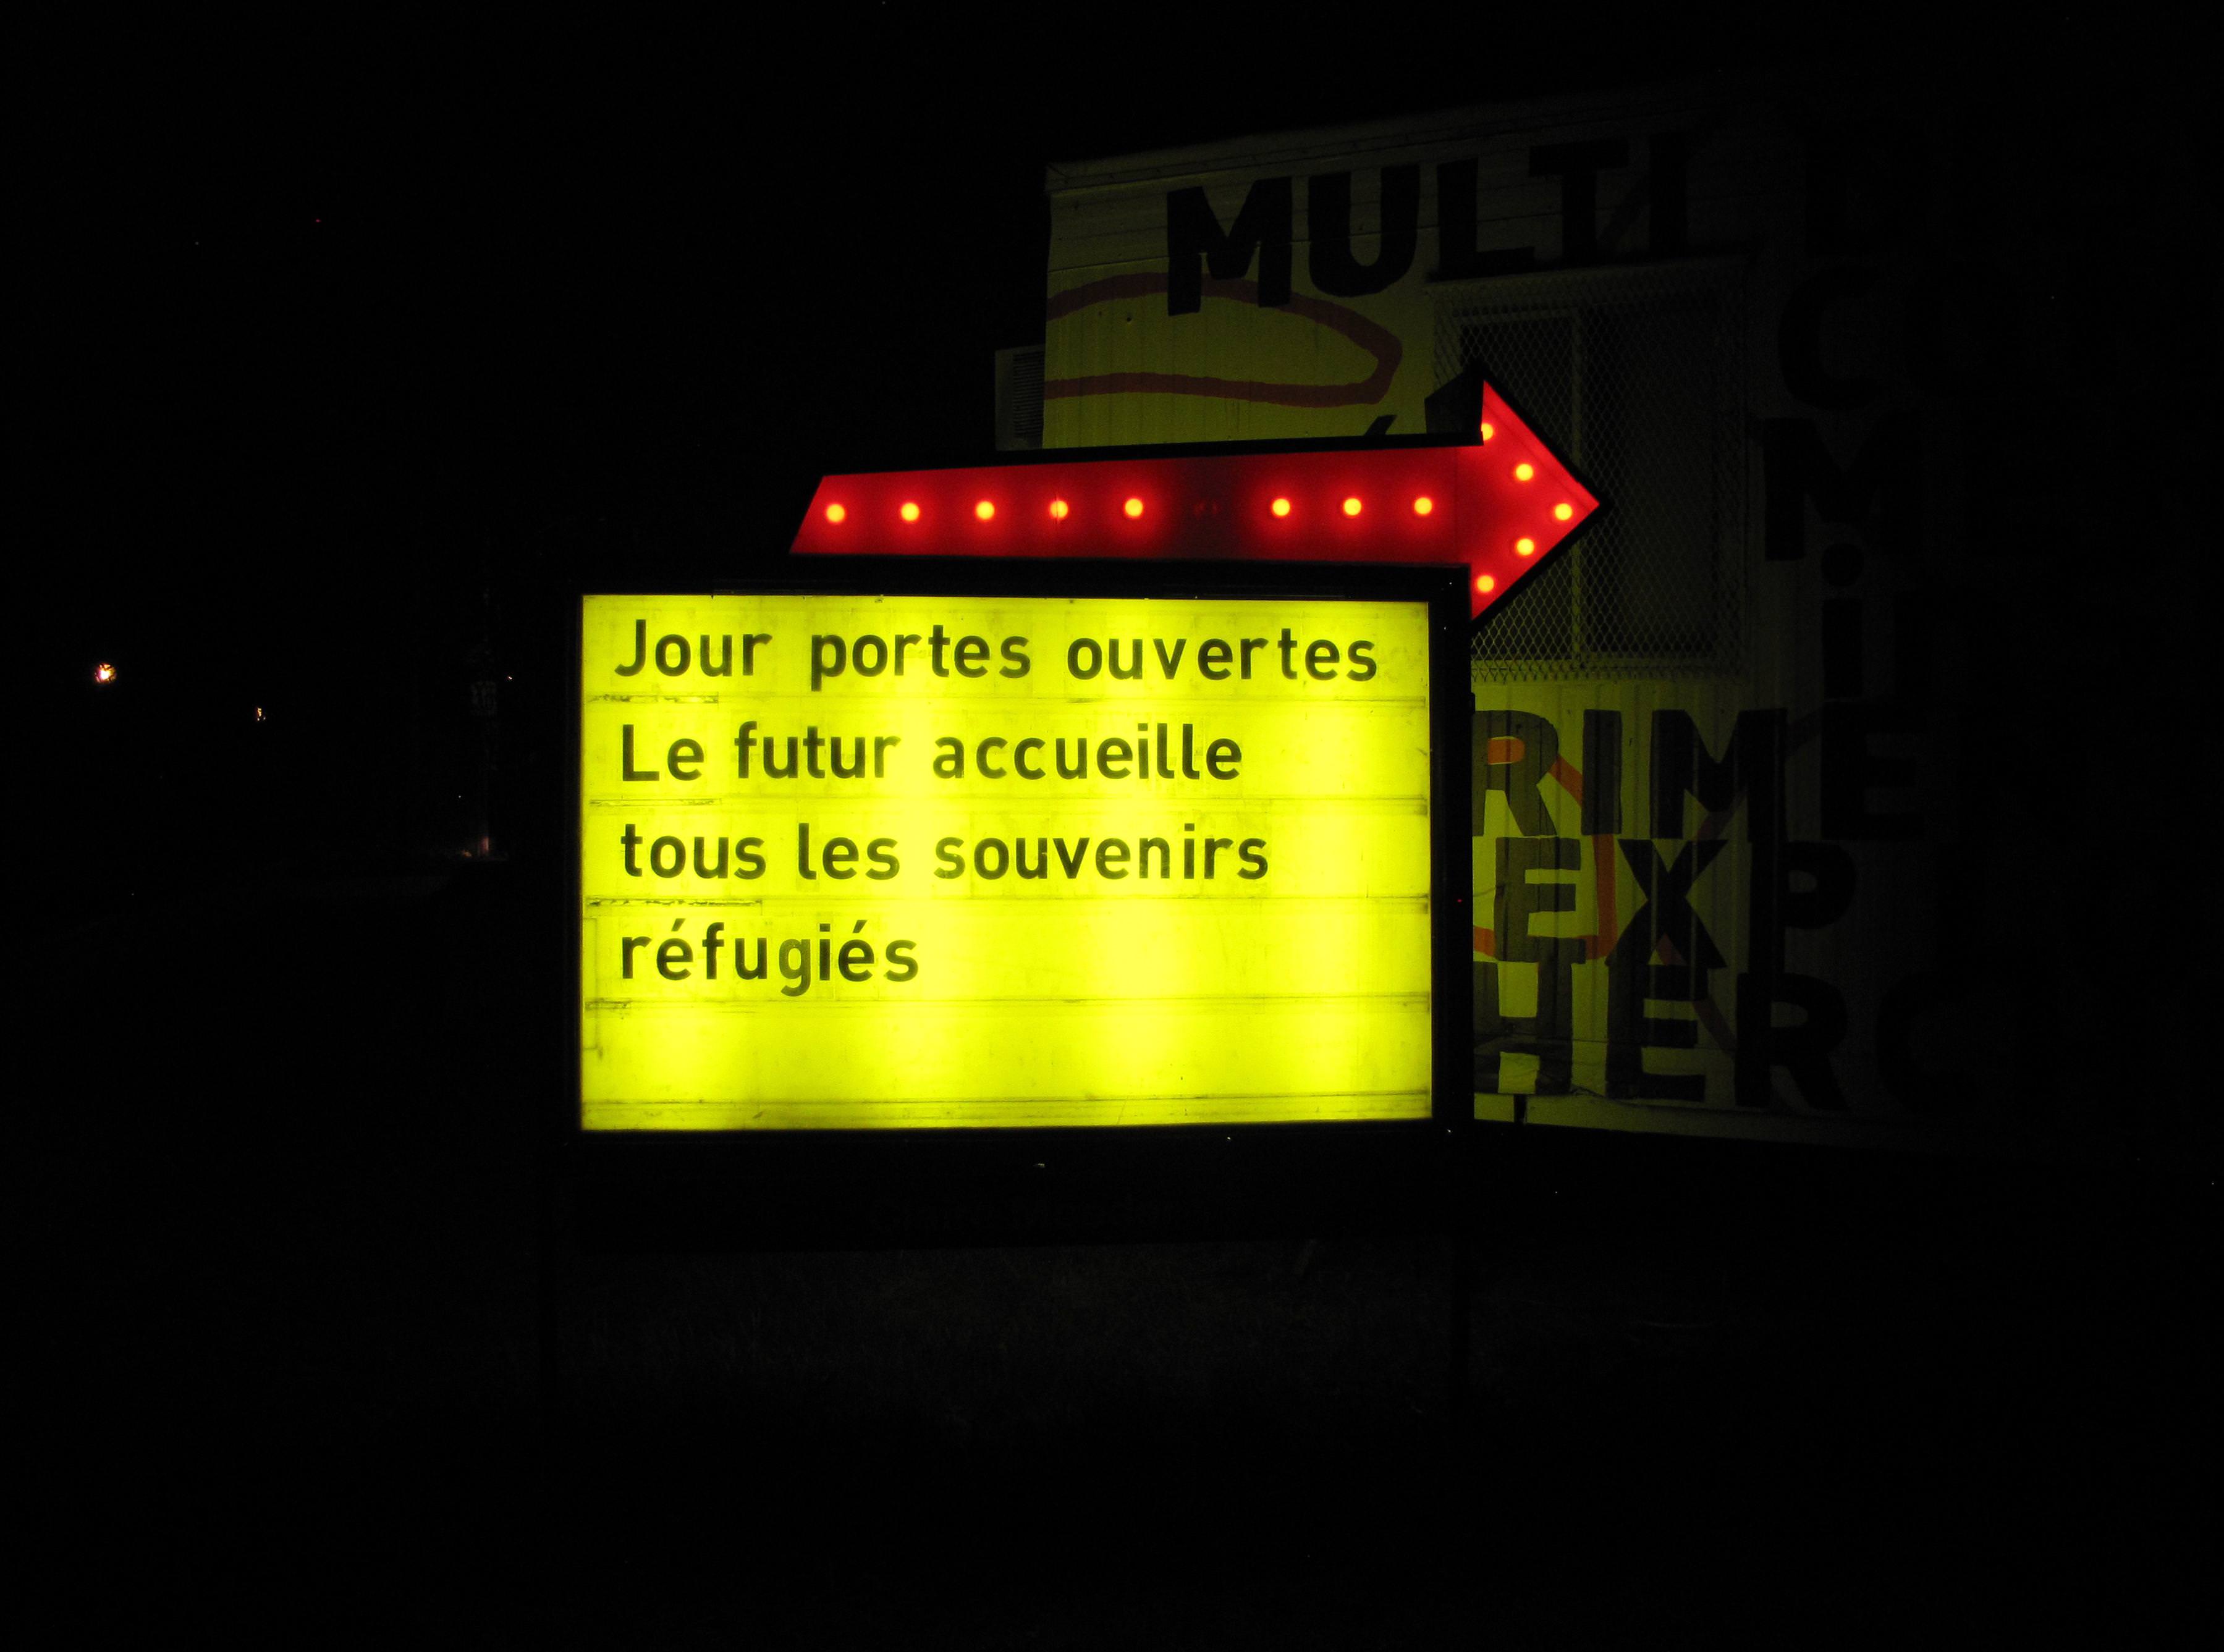 Jour portes ouvertes
Le futur accueille
tous les souvenirs
réfugiés
MULTI